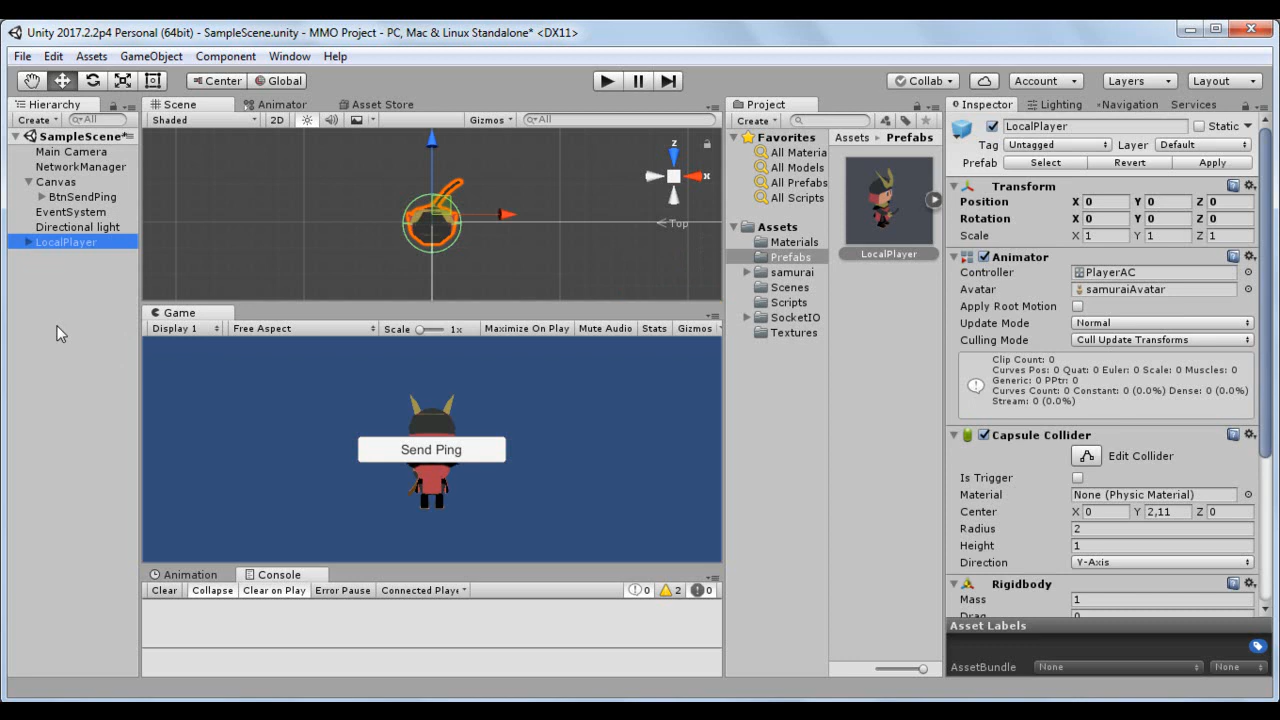 Unity 2017.2.2p4 Personal (64bit) - SampleScene.unity - MMO Project - PC, Mac & Linux Standalone* <DX11>
File Edit Assets GameObject Component Window Help
Center Global Collab Account Layers Layout
Hierarchy
Create All
SampleScene*
Main Camera
NetworkManager
Canvas
BtnSendPing
EventSystem
Directional light
LocalPlayer
Scene Animator Asset Store
Shaded 2D Gizmos All
z
x
Top
Game
Display 1 Free Aspect Scale 1x Maximize On Play Mute Audio Stats Gizmos
Send Ping
Animation Console
Clear Collapse Clear on Play Error Pause Connected Playe 0 2 0
Project
Create
Favorites
All Materia
All Models
All Prefabs
All Scripts
Assets
Materials
Prefabs
samurai
Scenes
Scripts
SocketIO
Textures
Assets Prefabs
LocalPlayer
Inspector Lighting Navigation Services
LocalPlayer Static
Tag Untagged Layer Default
Prefab Select Revert Apply
Transform
Position X 0 Y 0 Z 0
Rotation X 0 Y 0 Z 0
Scale X 1 Y 1 Z 1
Animator
Controller PlayerAC
Avatar samuraiAvatar
Apply Root Motion
Update Mode Normal
Culling Mode Cull Update Transforms
Clip Count: 0
Curves Pos: 0 Quat: 0 Euler: 0 Scale: 0 Muscles: 0
Generic: 0 PPtr: 0
Curves Count: 0 Constant: 0 (0.0%) Dense: 0 (0.0%)
Stream: 0 (0.0%)
Capsule Collider
Edit Collider
Is Trigger
Material None (Physic Material)
Center X 0 Y 2,11 Z 0
Radius 2
Height 1
Direction Y-Axis
Rigidbody
Mass 1
Drag 0
Asset Labels
AssetBundle None None